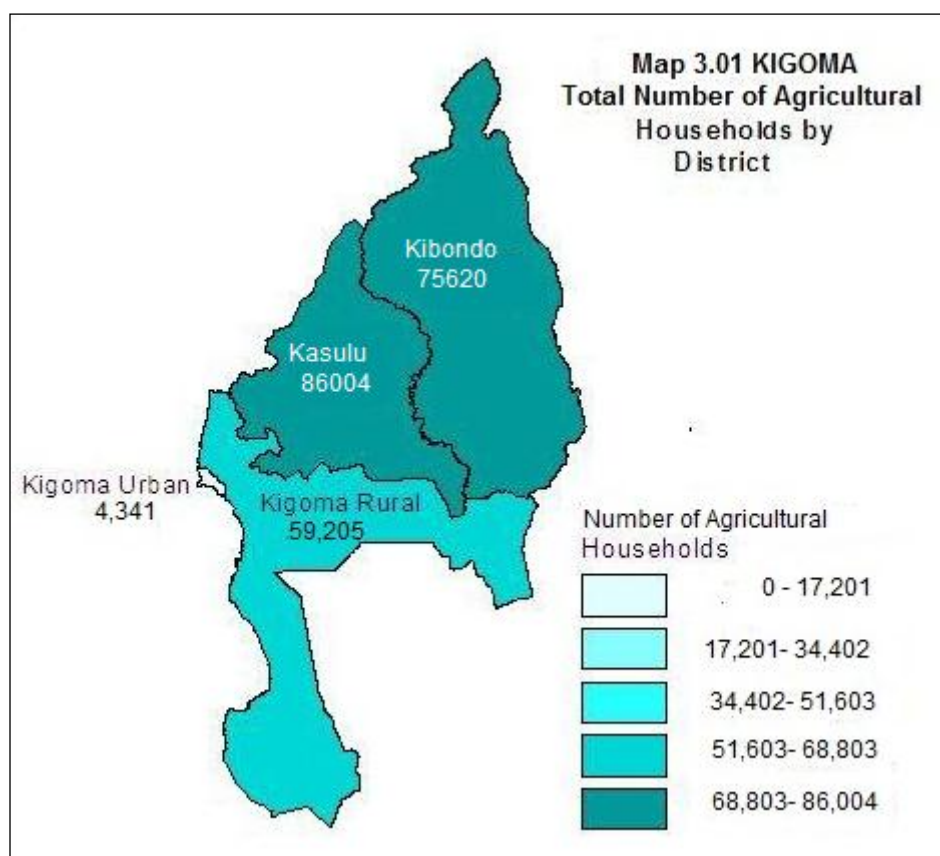 Map 3.01 KIGOMA
Total Number of Agricultural
Households by
District
Kibondo
75620
Kasulu
86004
Kigoma Urban
4,341
Kigoma Rural
59,205
Number of Agricultural
Households
0 - 17,201
17,201- 34,402
34,402- 51,603
51,603- 68,803
68,803- 86,004